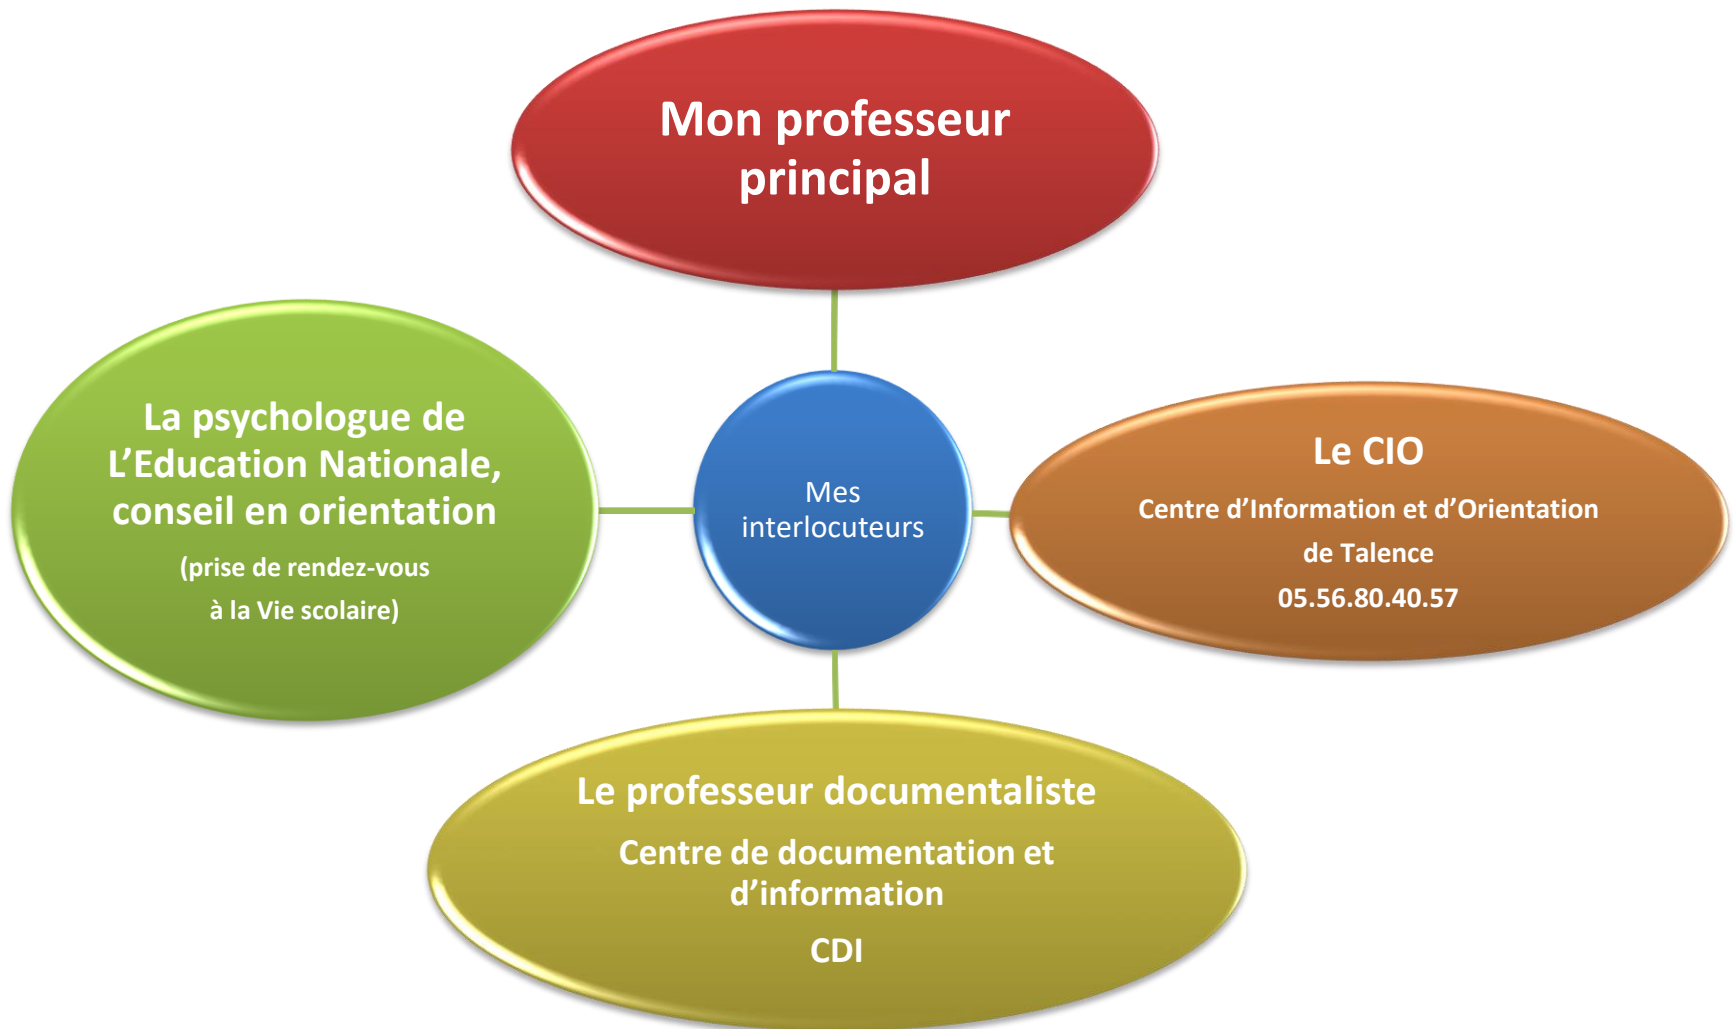 Mon professeur
principal
La psychologue de
L’Education Nationale,
conseil en orientation
(prise de rendez-vous
à la Vie scolaire)
Mes
interlocuteurs
Le CIO
Centre d’Information et d’Orientation
de Talence
05.56.80.40.57
Le professeur documentaliste
Centre de documentation et
d’information
CDI